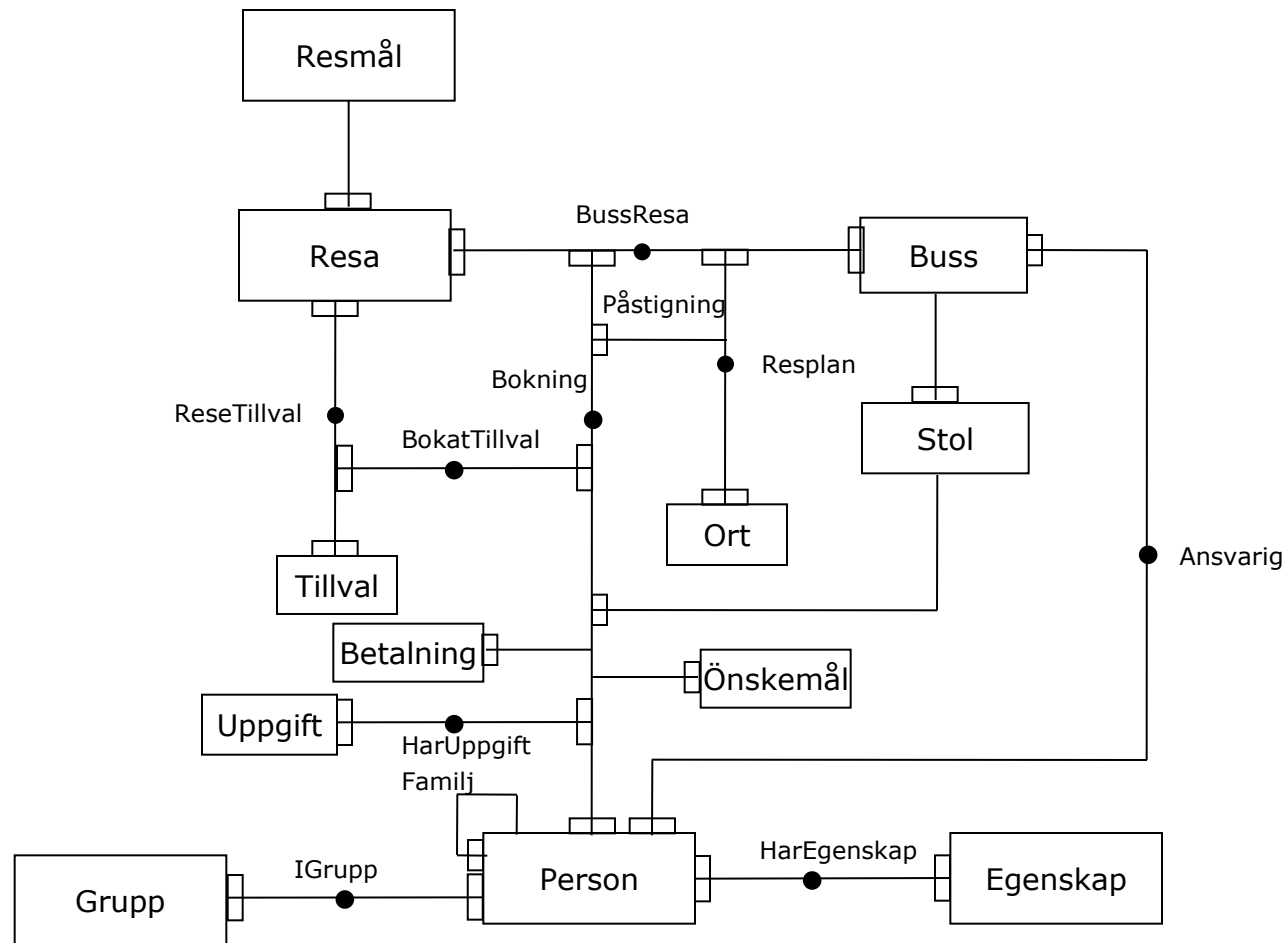 Resmål
BussResa
Resa
Buss
Påstigning
Bokning
Resplan
ReseTillval
BokatTillval
Stol
Ort
Ansvarig
Tillval
Betalning
Önskemål
Uppgift
HarUppgift
Familj
IGrupp
HarEgenskap
Person
Egenskap
Grupp